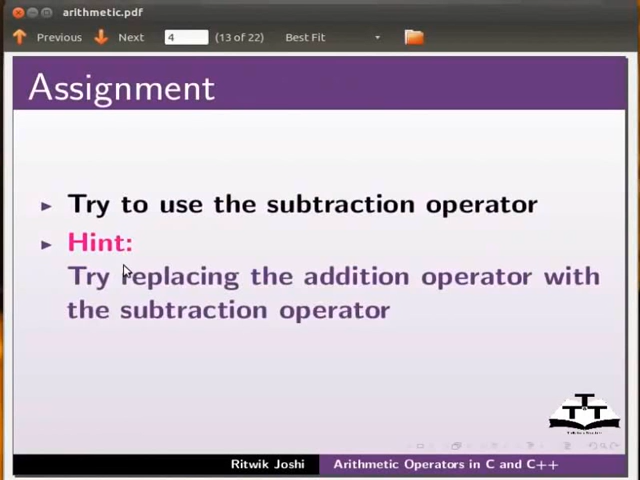 arithmetic.pdf
Previous Next 4 (13 of 22) Best Fit
Assignment
Try to use the subtraction operator
Hint:
Try replacing the addition operator with
the subtraction operator
Ritwik Joshi Arithmetic Operators in C and C++